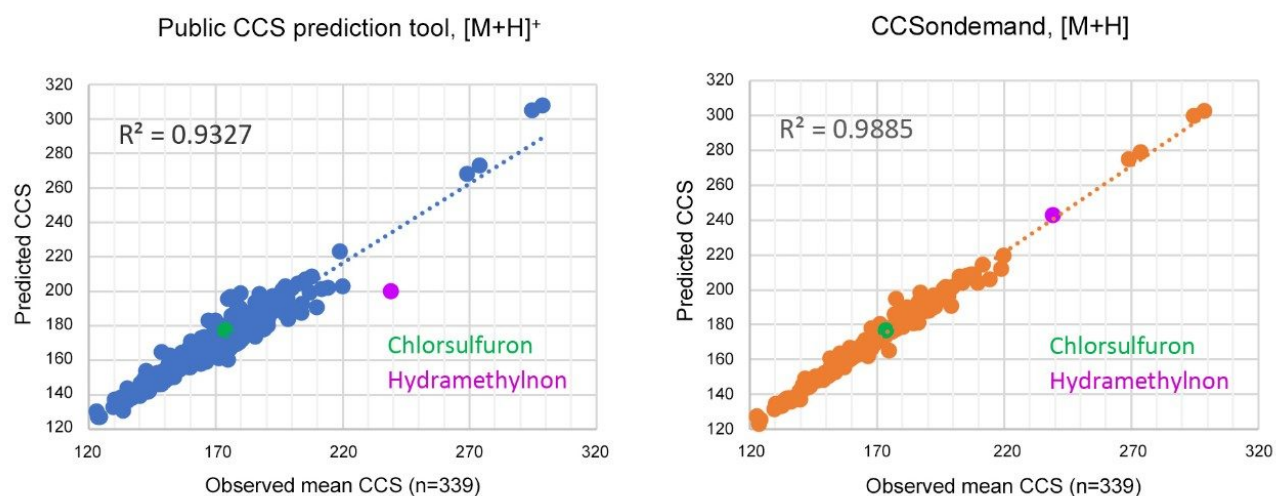 Public CCS prediction tool, [M+H]⁺
R² = 0.9327
Predicted CCS
320
300
280
260
240
220
200
180
160
140
120
Chlorsulfuron
Hydramethylnon
120 170 220 270 320
Observed mean CCS (n=339)
CCSondemand, [M+H]
R² = 0.9885
Predicted CCS
320
300
280
260
240
220
200
180
160
140
120
Chlorsulfuron
Hydramethylnon
120 170 220 270 320
Observed mean CCS (n=339)